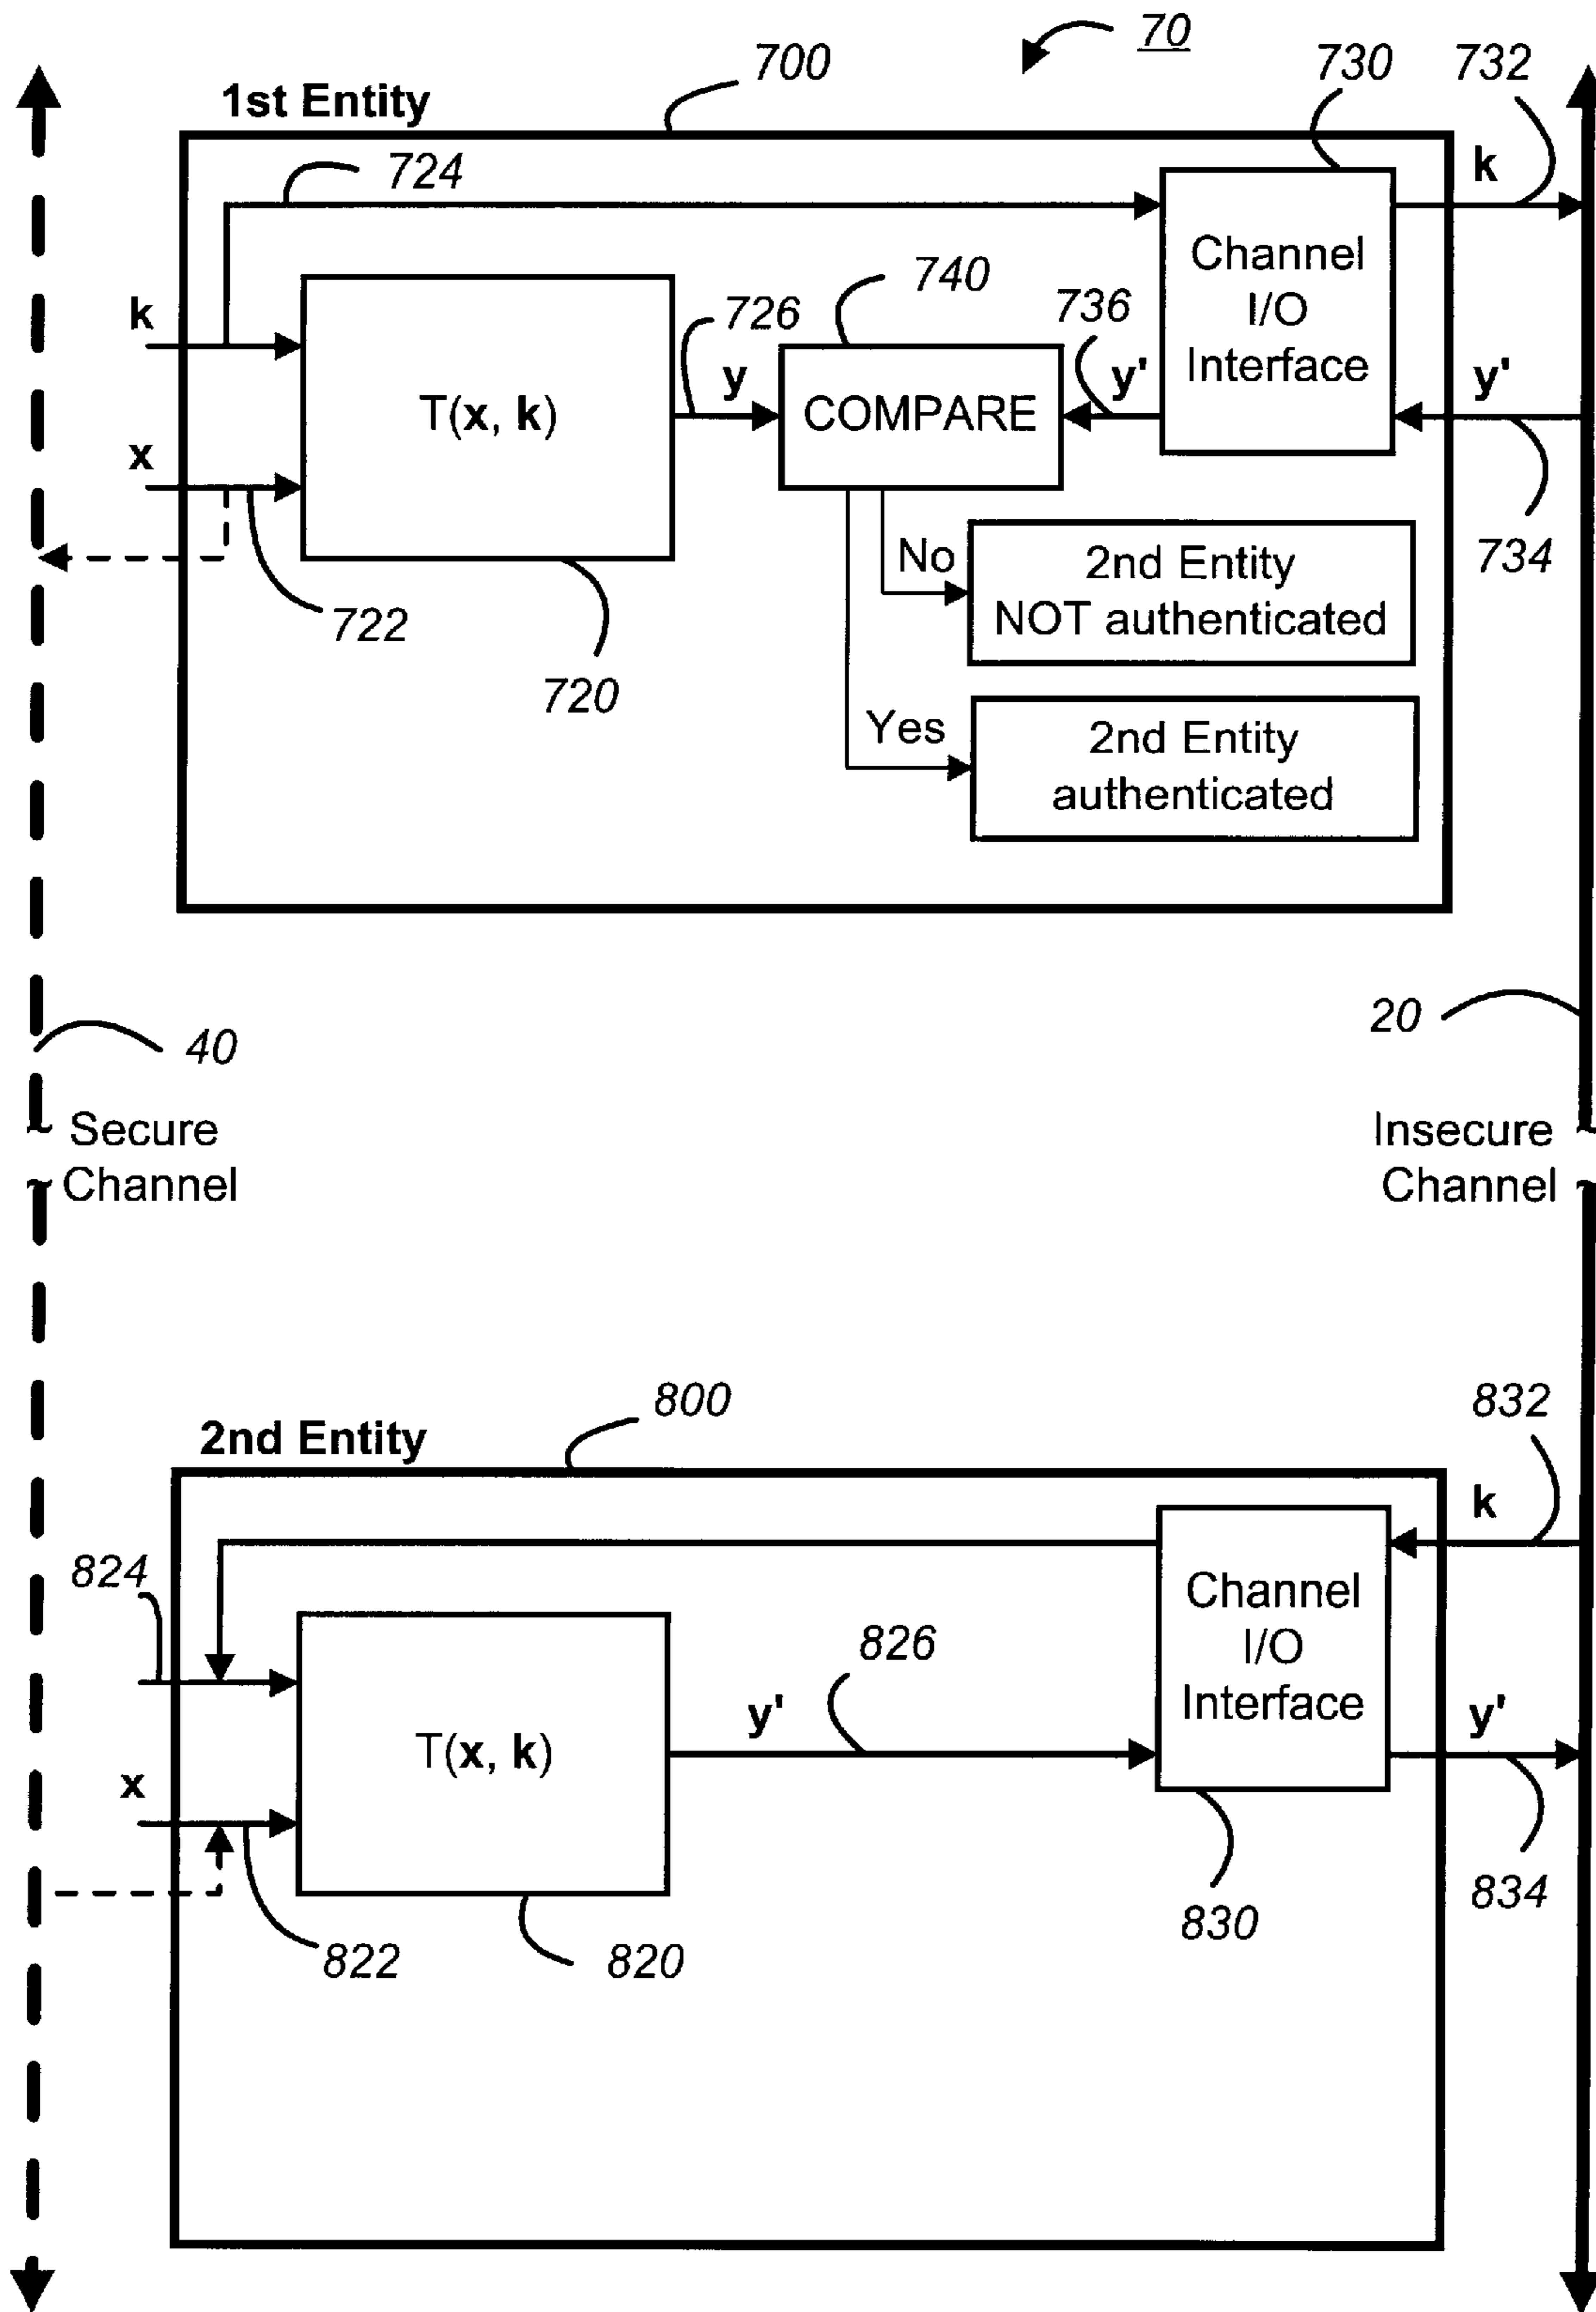 70
700
730
732
1st Entity
724
k
Channel
I/O
Interface
740
736
k
726
y
y'
y'
T(x, k)
COMPARE
x
No
2nd Entity
NOT authenticated
734
722
720
Yes
2nd Entity
authenticated
20
40
Secure
Channel
Insecure
Channel
800
832
2nd Entity
k
824
Channel
I/O
Interface
826
y'
y'
T(x, k)
x
834
830
822
820